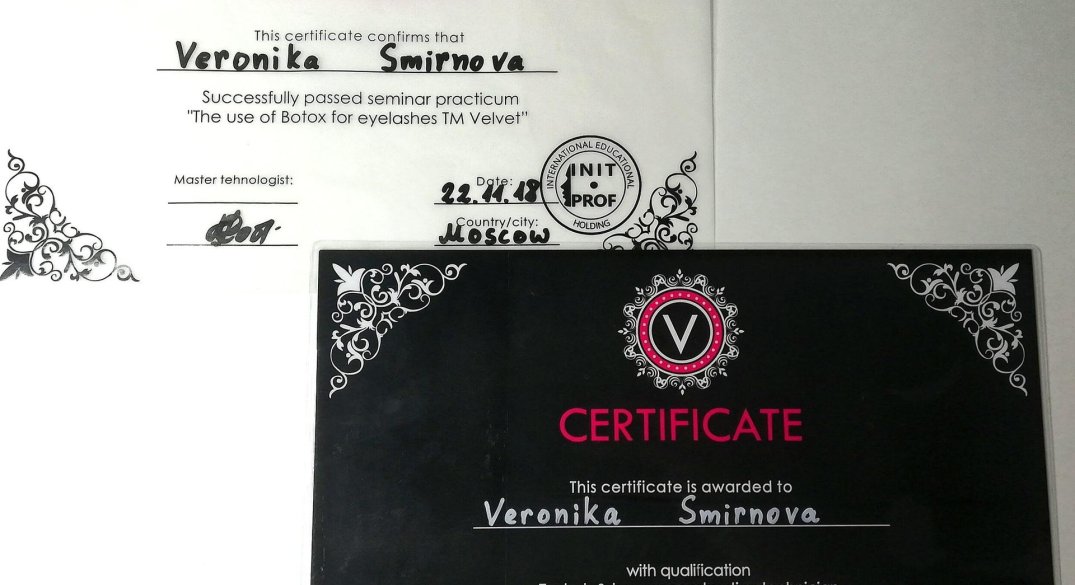 This certificate confirms that
Veronika Smirnova
Successfully passed seminar practicum
"The use of Botox for eyelashes TM Velvet"
Master tehnologist:
Date:
22.11.18
Country/city:
Moscow
INTERNATIONAL EDUCATIONAL
INIT
PROF
HOLDING
V
CERTIFICATE
This certificate is awarded to
Veronika Smirnova
with qualification